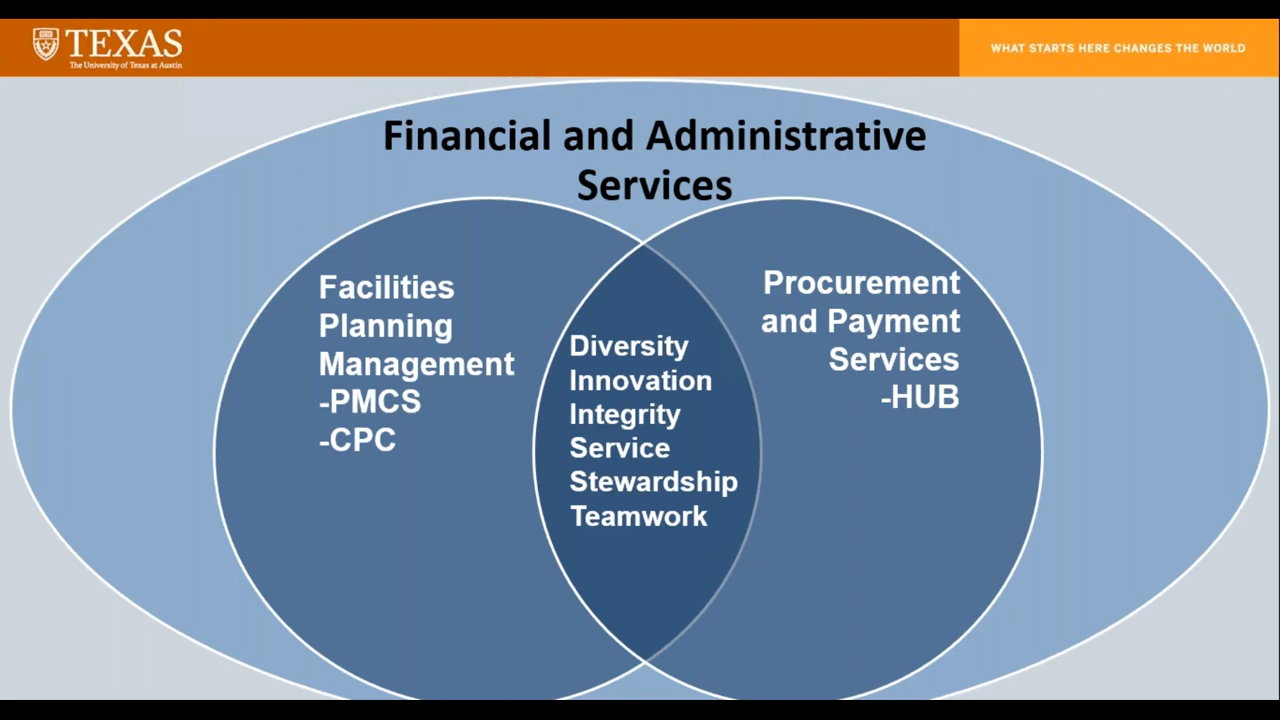 TEXAS
The University of Texas at Austin
WHAT STARTS HERE CHANGES THE WORLD
Financial and Administrative
Services
Facilities
Planning
Management
-PMCS
-CPC
Diversity
Innovation
Integrity
Service
Stewardship
Teamwork
Procurement
and Payment
Services
-HUB